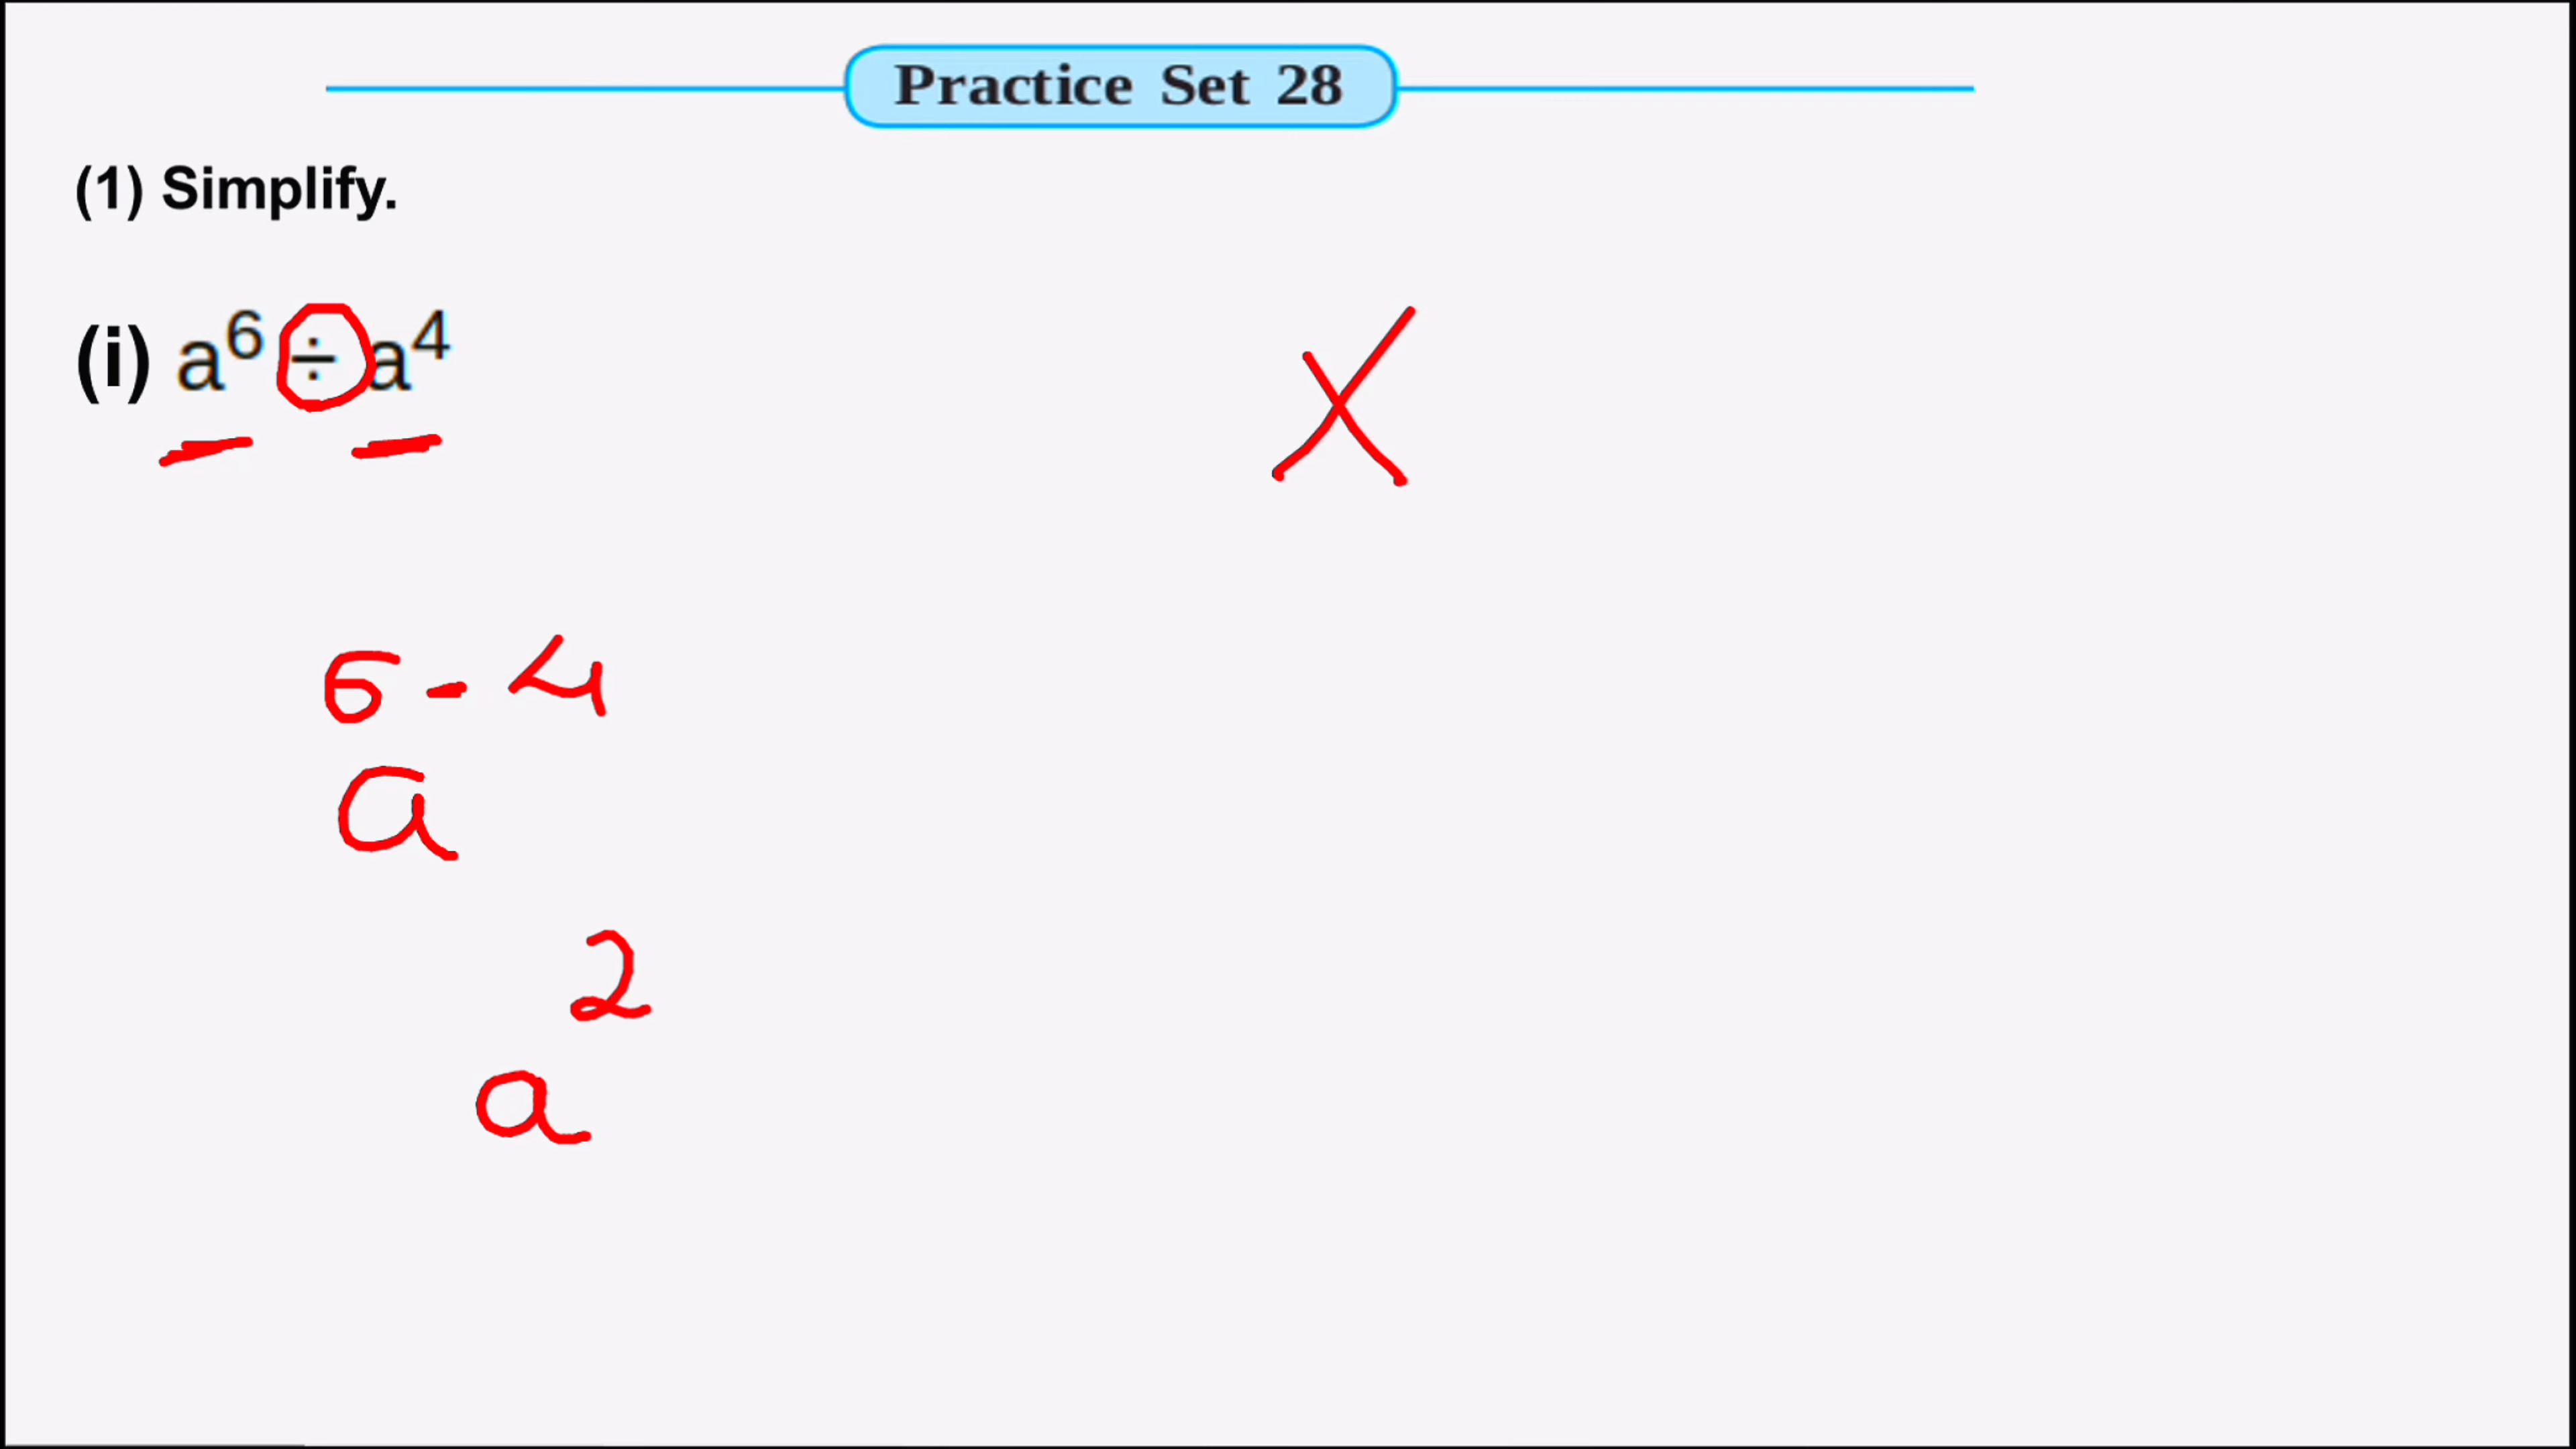 Practice Set 28
(1) Simplify.
(i) a⁶ ÷ a⁴
X
6 - 4
a
2
a